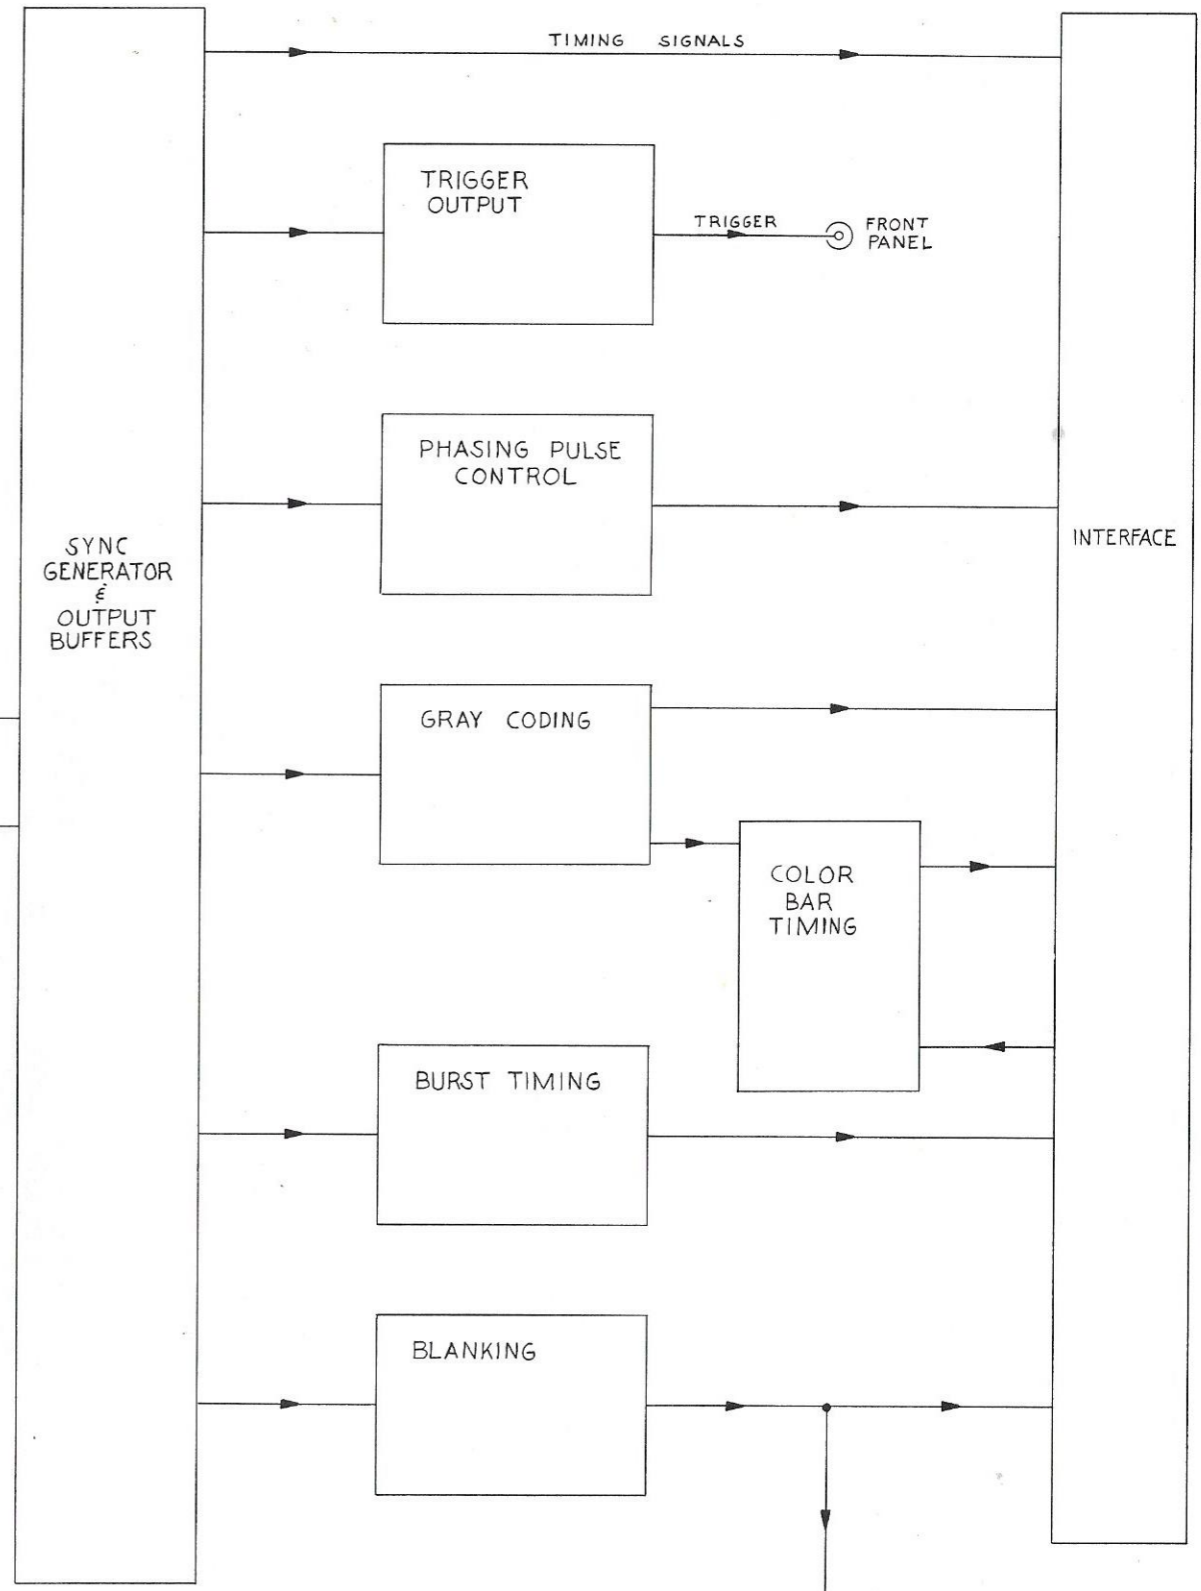 TIMING SIGNALS
TRIGGER
OUTPUT
TRIGGER
FRONT
PANEL
PHASING PULSE
CONTROL
SYNC
GENERATOR
&
OUTPUT
BUFFERS
INTERFACE
GRAY CODING
COLOR
BAR
TIMING
BURST TIMING
BLANKING